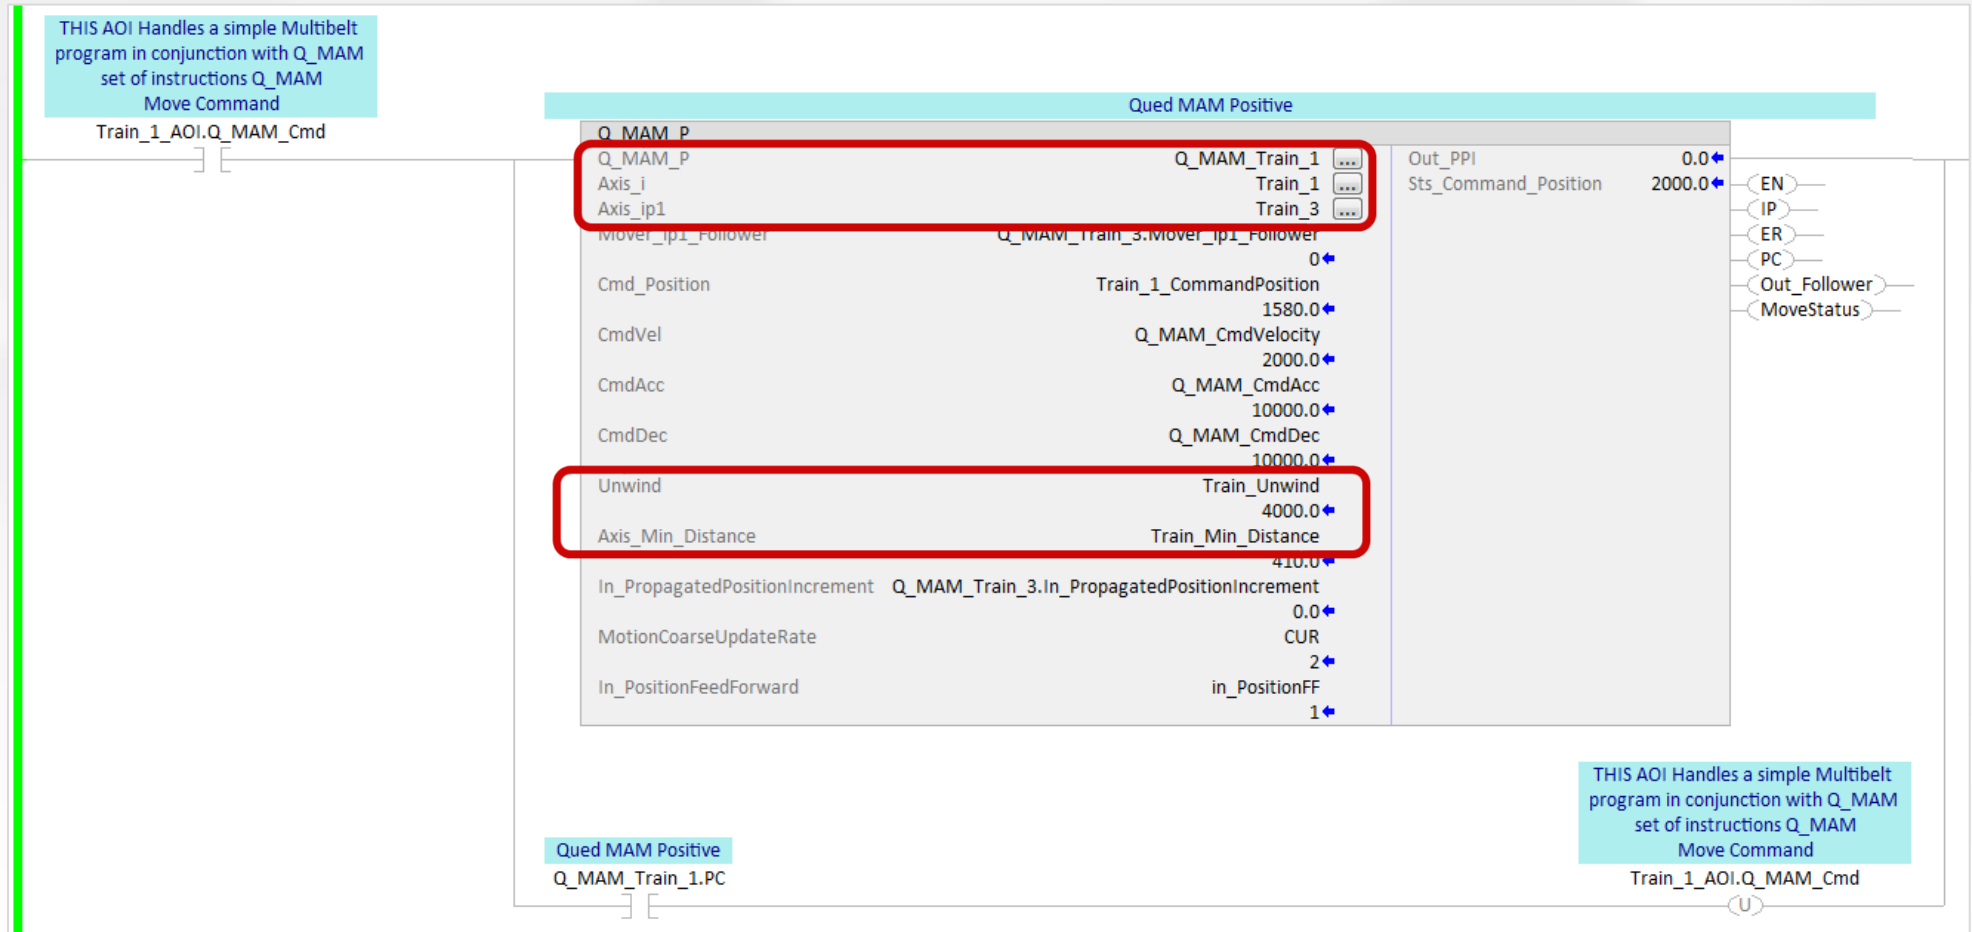 THIS AOI Handles a simple Multibelt
program in conjunction with Q_MAM
set of instructions Q_MAM
Move Command
Train_1_AOI.Q_MAM_Cmd
Qued MAM Positive
Q_MAM_P
Q_MAM_P Q_MAM_Train_1 ... Out_PPI 0.0
Axis_i Train_1 ... Sts_Command_Position 2000.0 EN
Axis_ip1 Train_3 ... IP
Mover_ip1_Follower Q_MAM_Train_3.Mover_ip1_Follower ER
0 PC
Cmd_Position Train_1_CommandPosition Out_Follower
1580.0 MoveStatus
CmdVel Q_MAM_CmdVelocity
2000.0
CmdAcc Q_MAM_CmdAcc
10000.0
CmdDec Q_MAM_CmdDec
10000.0
Unwind Train_Unwind
4000.0
Axis_Min_Distance Train_Min_Distance
410.0
In_PropagatedPositionIncrement Q_MAM_Train_3.In_PropagatedPositionIncrement
0.0
MotionCoarseUpdateRate CUR
2
In_PositionFeedForward in_PositionFF
1
THIS AOI Handles a simple Multibelt
program in conjunction with Q_MAM
set of instructions Q_MAM
Move Command
Qued MAM Positive
Q_MAM_Train_1.PC
Train_1_AOI.Q_MAM_Cmd
U